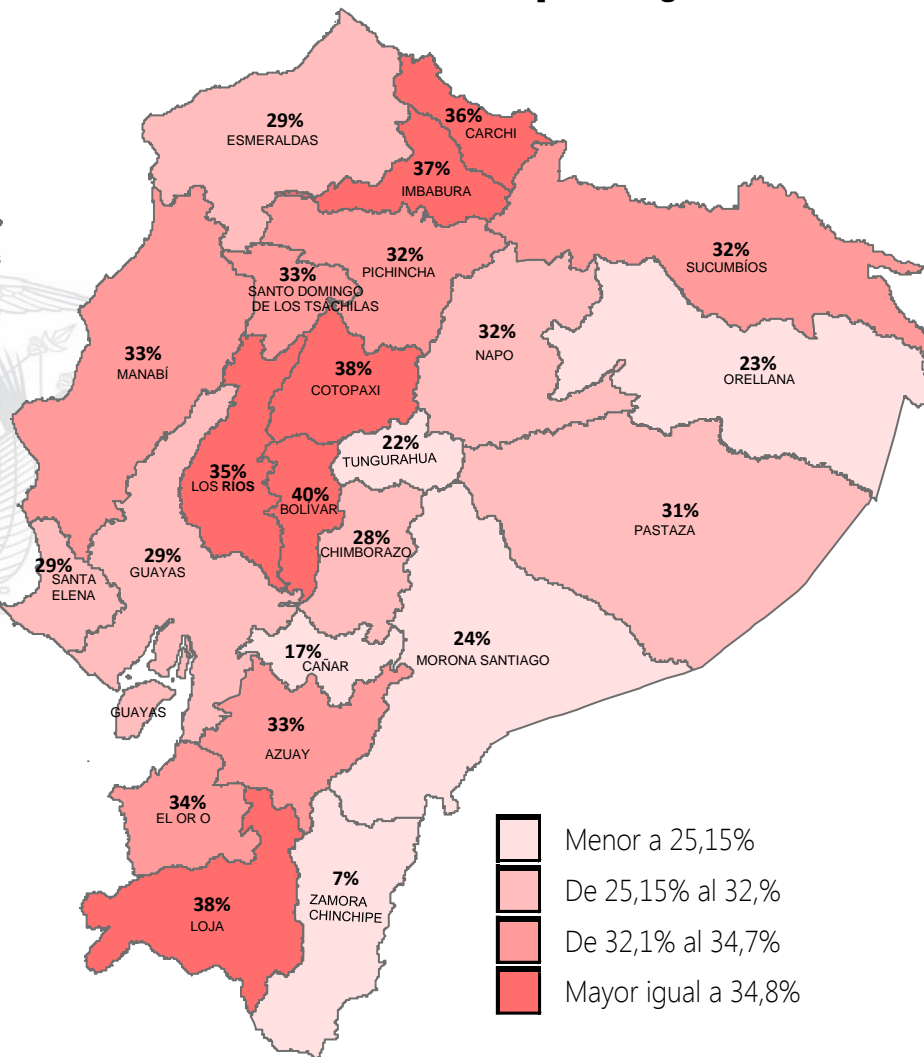 29%
ESMERALDAS
36%
CARCHI
37%
IMBABURA
32%
PICHINCHA
32%
SUCUMBÍOS
33%
SANTO DOMINGO
DE LOS TSÁCHILAS
33%
MANABÍ
38%
COTOPAXI
32%
NAPO
23%
ORELLANA
22%
TUNGURAHUA
35%
LOS RÍOS
40%
BOLÍVAR
28%
CHIMBORAZO
31%
PASTAZA
29%
SANTA
ELENA
29%
GUAYAS
24%
MORONA SANTIAGO
17%
CAÑAR
GUAYAS
33%
AZUAY
34%
EL OR O
7%
ZAMORA
CHINCHIPE
38%
LOJA
Menor a 25,15%
De 25,15% al 32,%
De 32,1% al 34,7%
Mayor igual a 34,8%